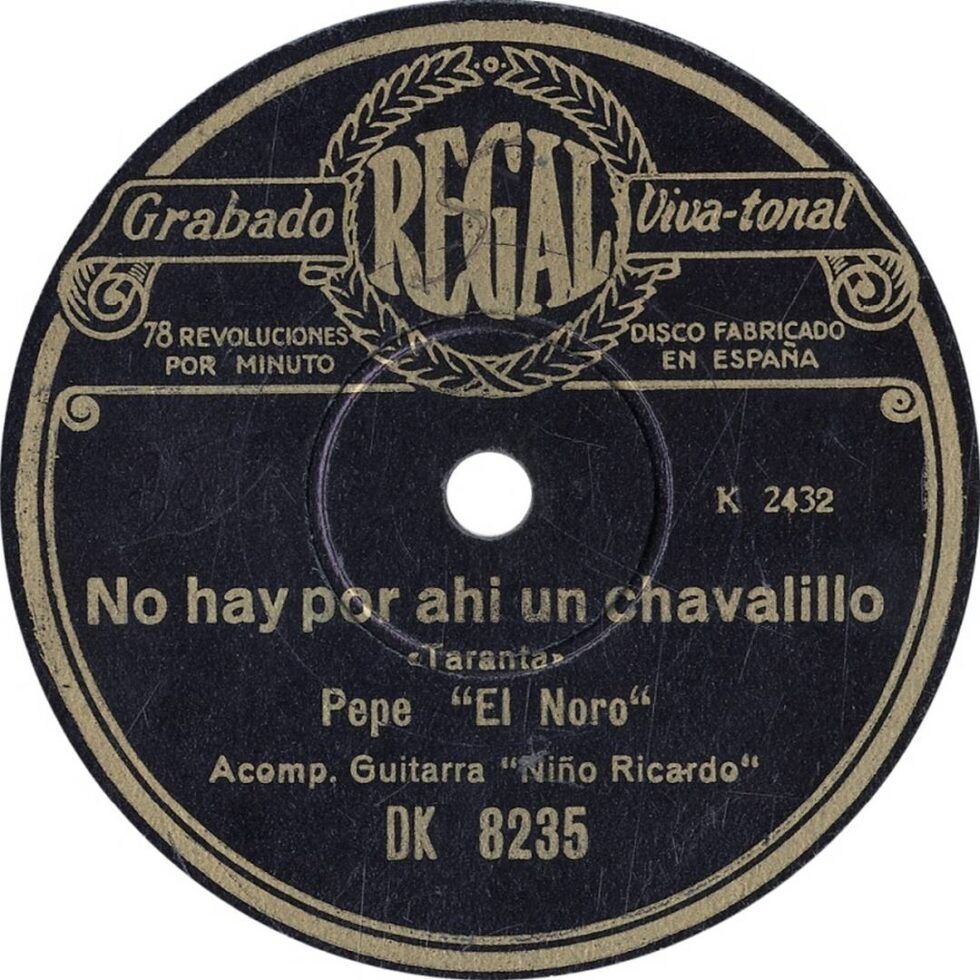 REGAL
Grabado
Viva-tonal
78 REVOLUCIONES
POR MINUTO
DISCO FABRICADO
EN ESPAÑA
K 2432
No hay por ahi un chavalillo
«Taranta»
Pepe “El Noro“
Acomp. Guitarra “Niño Ricardo“
DK 8235